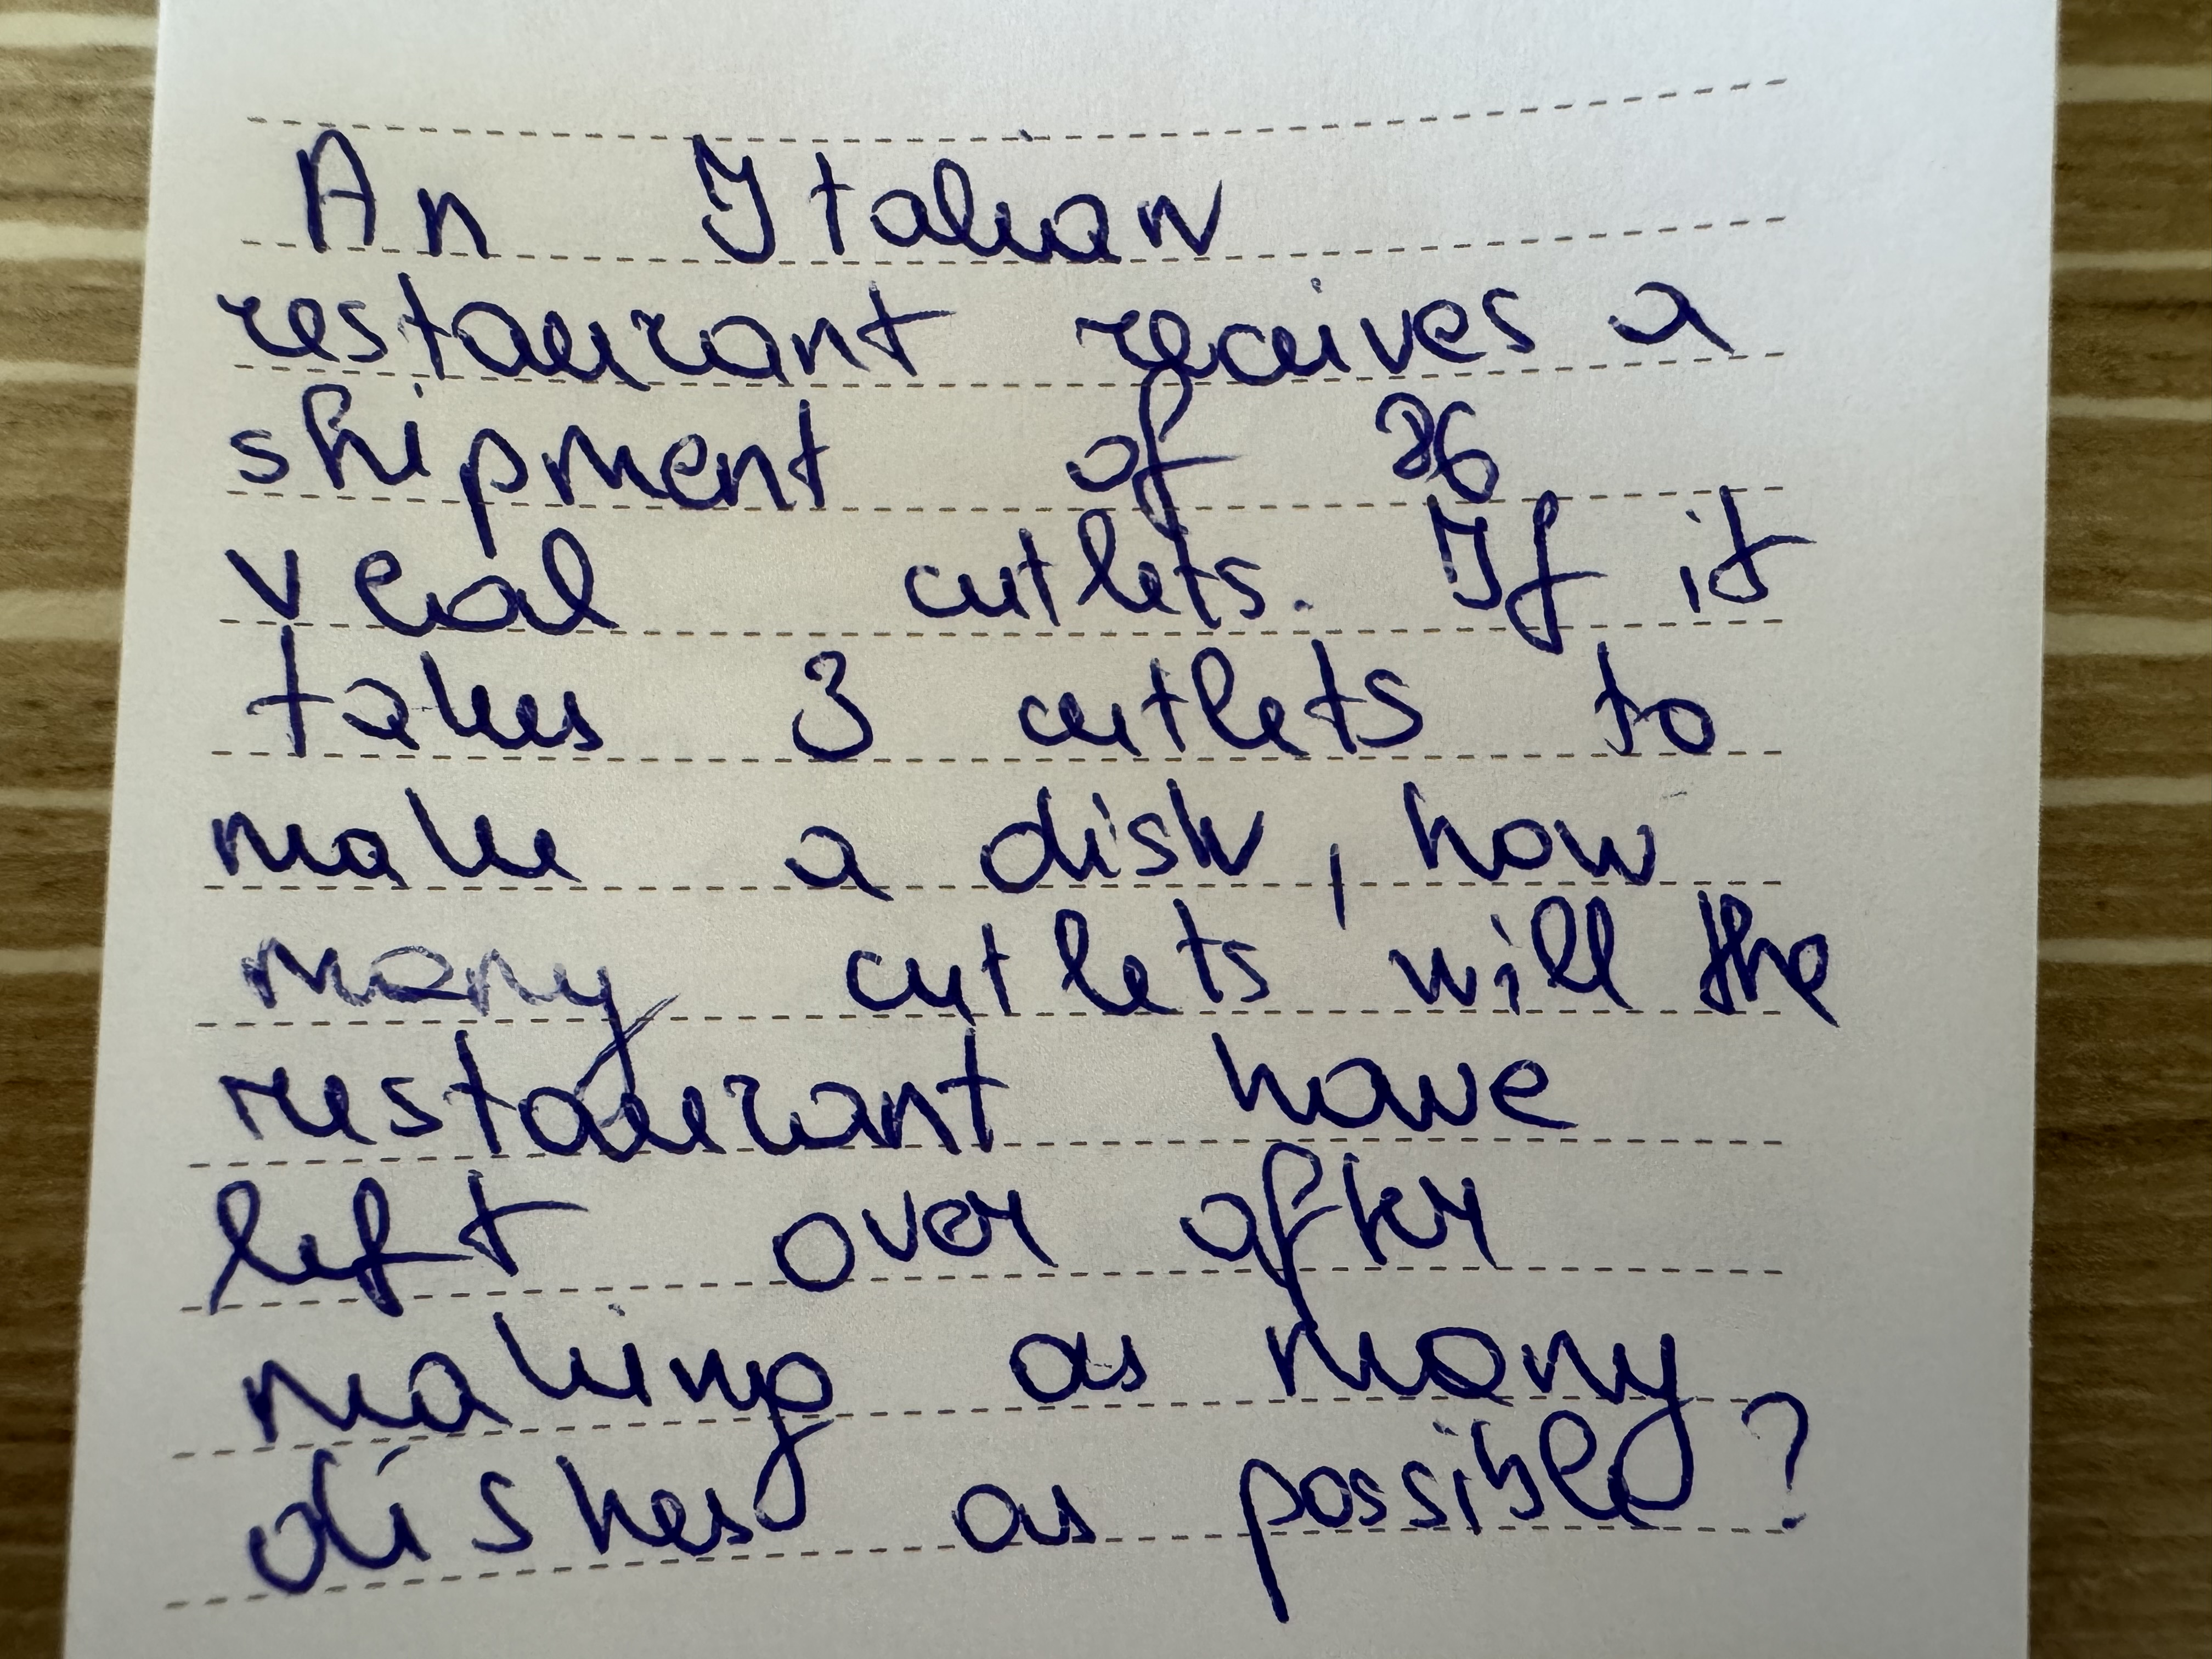 An Italian
restaurant receives a
shipment of 86
veal cutlets. If it
takes 3 cutlets to
make a dish, how
many cutlets will the
restaurant have
left over after
making as many
dishes as possible?